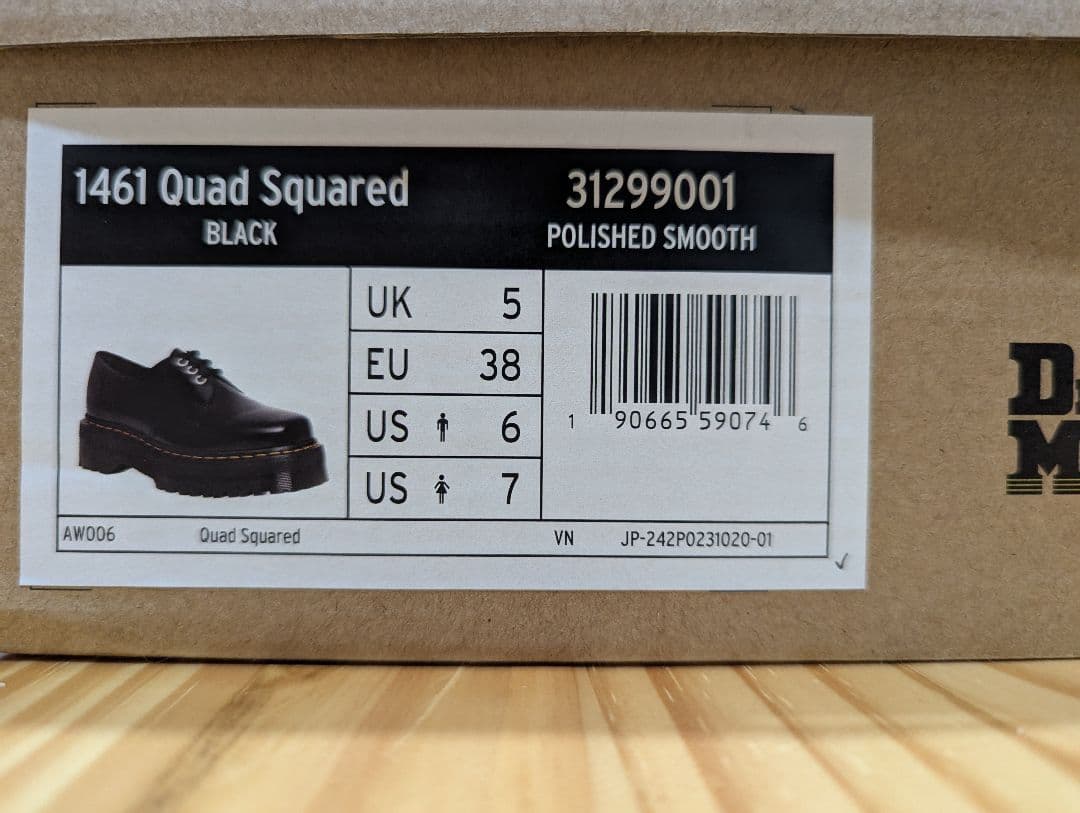 1461 Quad Squared
BLACK
31299001
POLISHED SMOOTH
UK 5
EU 38
US 6
US 7
1 90665 59074 6
AW006 Quad Squared VN JP-242P0231020-01
D
M